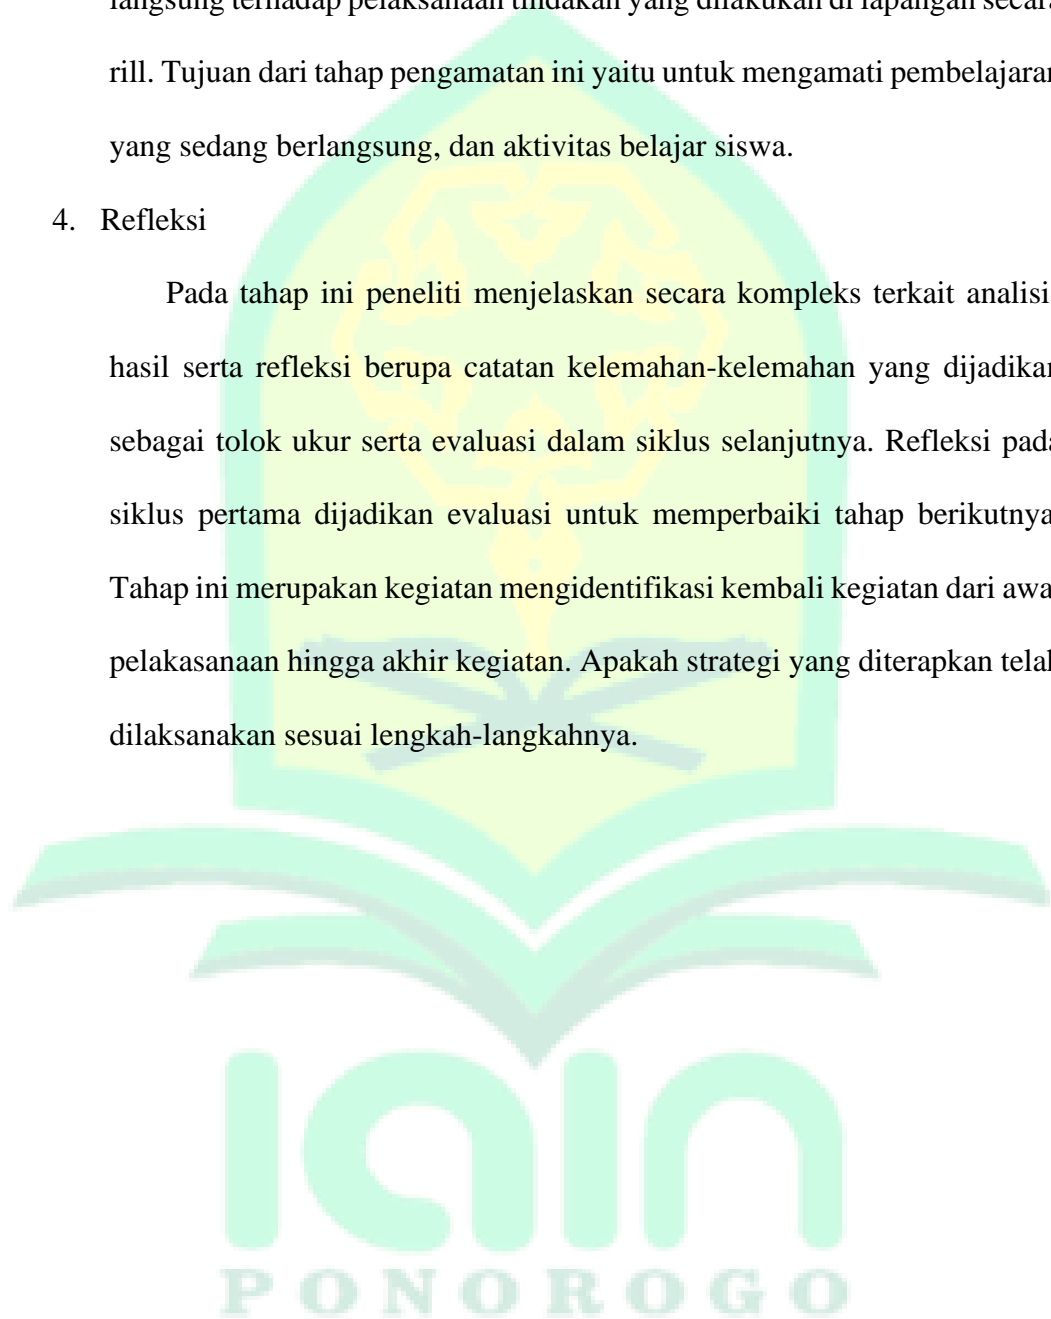 langsung terhadap pelaksanaan tindakan yang dilakukan di lapangan secara
rill. Tujuan dari tahap pengamatan ini yaitu untuk mengamati pembelajaran
yang sedang berlangsung, dan aktivitas belajar siswa.
4. Refleksi
Pada tahap ini peneliti menjelaskan secara kompleks terkait analisi
hasil serta refleksi berupa catatan kelemahan-kelemahan yang dijadikan
sebagai tolok ukur serta evaluasi dalam siklus selanjutnya. Refleksi pada
siklus pertama dijadikan evaluasi untuk memperbaiki tahap berikutnya
Tahap ini merupakan kegiatan mengidentifikasi kembali kegiatan dari awa
pelakasanaan hingga akhir kegiatan. Apakah strategi yang diterapkan telah
dilaksanakan sesuai lengkah-langkahnya.
iain
PONOROGO